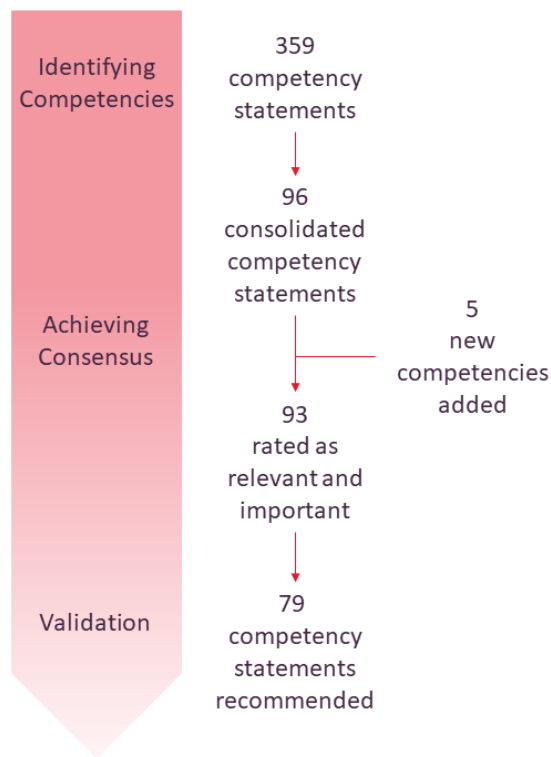 Identifying
Competencies
359
competency
statements
96
consolidated
competency
statements
Achieving
Consensus
5
new
competencies
added
93
rated as
relevant and
important
Validation
79
competency
statements
recommended